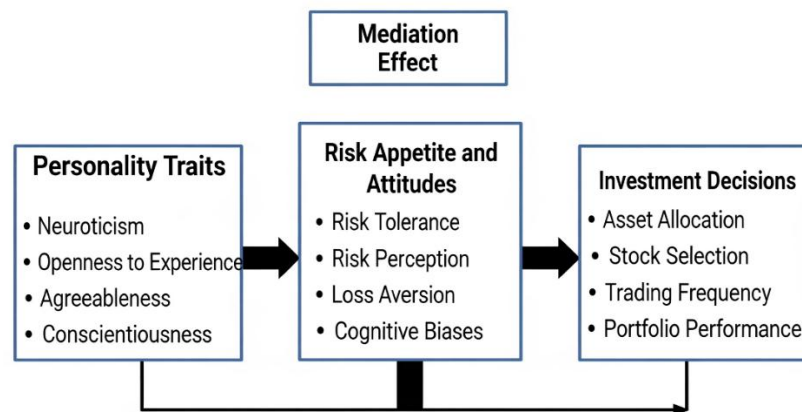 Mediation
Effect
Personality Traits
• Neuroticism
• Openness to Experience
• Agreeableness
• Conscientiousness
Risk Appetite and
Attitudes
• Risk Tolerance
• Risk Perception
• Loss Aversion
• Cognitive Biases
Investment Decisions
• Asset Allocation
• Stock Selection
• Trading Frequency
• Portfolio Performance